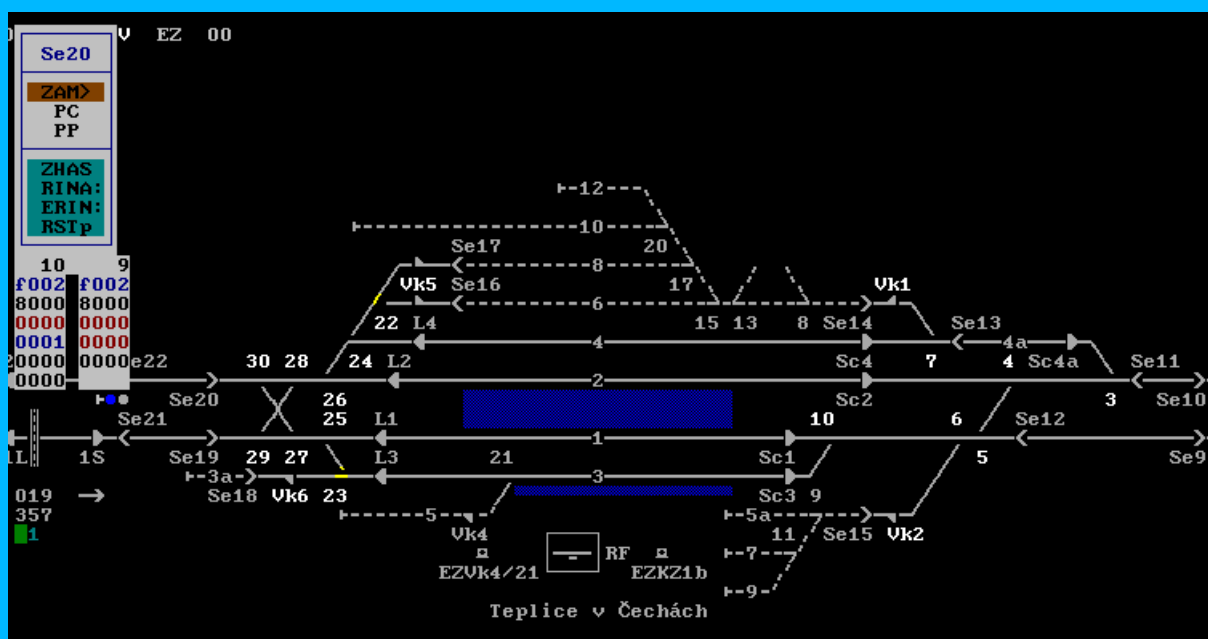 V EZ 00
Se20
ZAM>
PC
PP
ZHAS
RINA:
ERIN:
RSTp
10 9
f002 f002
8000 8000
0000 0000
0001 0000
0000 0000
0000
12
10
Se17 20
8
Vk5 Se16 17 Vk1
6
22 L4 15 13 8 Se14 Se13
4 4a
e22 30 28 24 L2 Sc4 7 4 Sc4a Se11
2
Se20 26 Sc2 3 Se10
Se21 25 L1 10 6 Se12
1
1L 1S Se19 29 27 L3 21 Sc1 5 Se9
3a 3
Se18 Vk6 23 Sc3 9
019
357
1
5 5a
Vk4 11 Se15 Vk2
RF 7
EZVk4/21 EZKZ1b
9
Teplice v Čechách